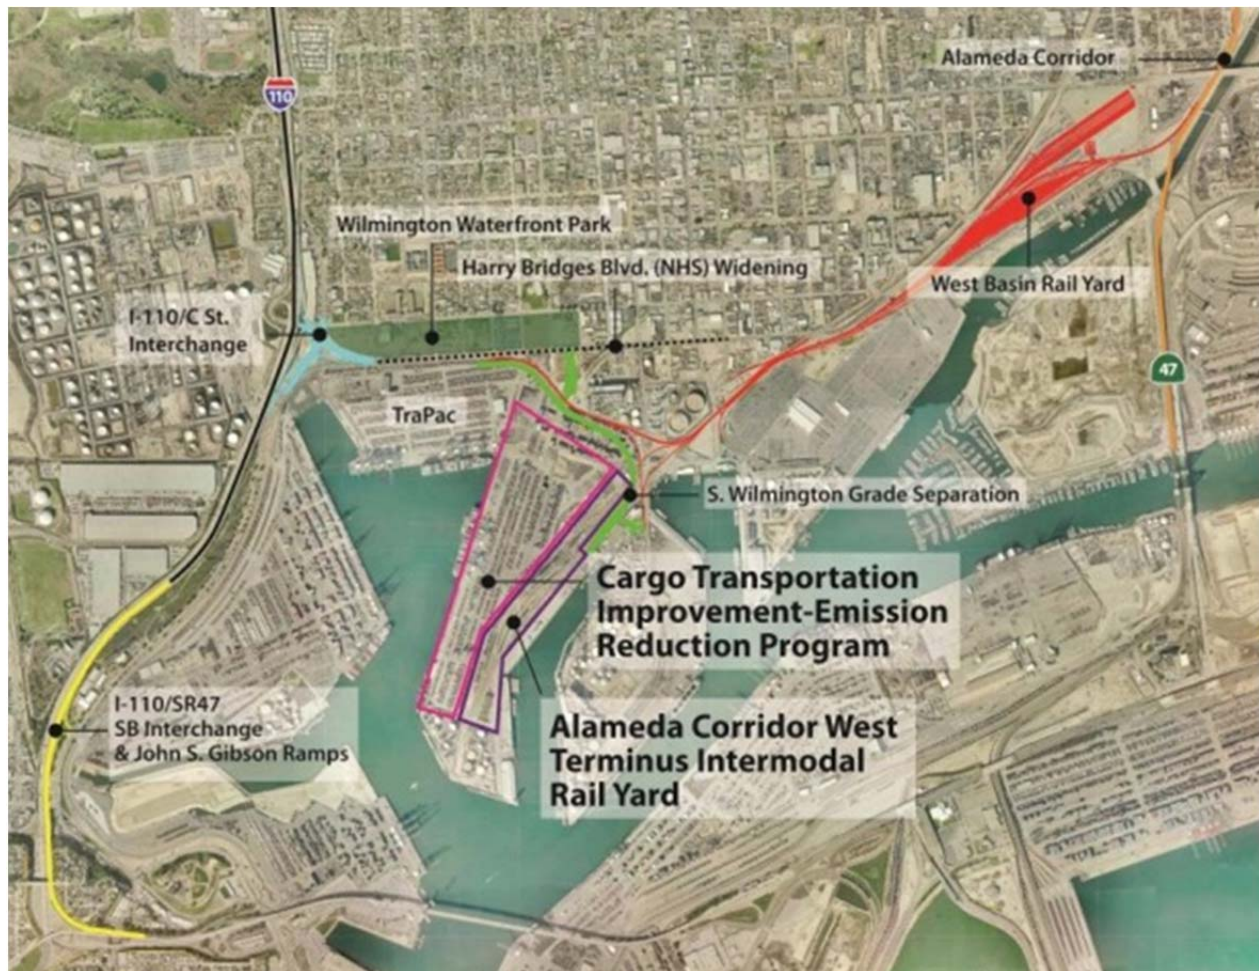 Alameda Corridor
110
Wilmington Waterfront Park
Harry Bridges Blvd. (NHS) Widening
West Basin Rail Yard
I-110/C St.
Interchange
47
TraPac
S. Wilmington Grade Separation
Cargo Transportation
Improvement-Emission
Reduction Program
I-110/SR47
SB Interchange
& John S. Gibson Ramps
Alameda Corridor West
Terminus Intermodal
Rail Yard